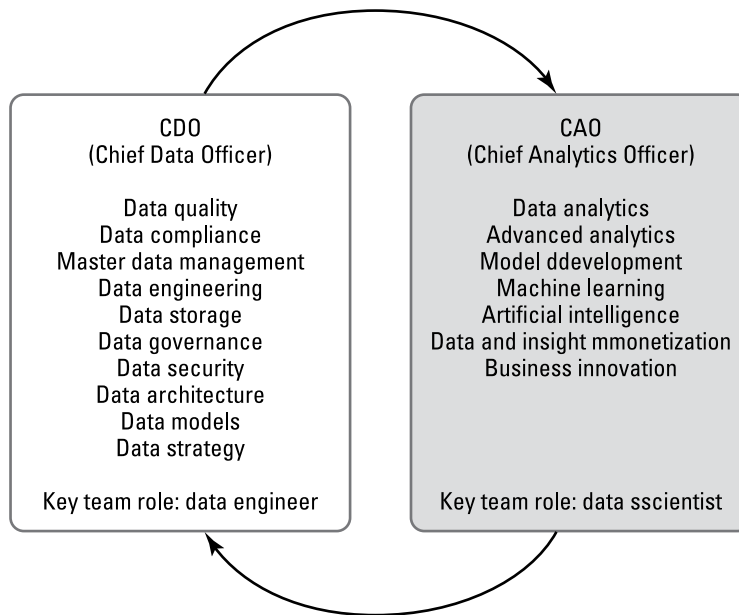 CDO
(Chief Data Officer)
Data quality
Data compliance
Master data management
Data engineering
Data storage
Data governance
Data security
Data architecture
Data models
Data strategy
Key team role: data engineer
CAO
(Chief Analytics Officer)
Data analytics
Advanced analytics
Model ddevelopment
Machine learning
Artificial intelligence
Data and insight mmonetization
Business innovation
Key team role: data sscientist